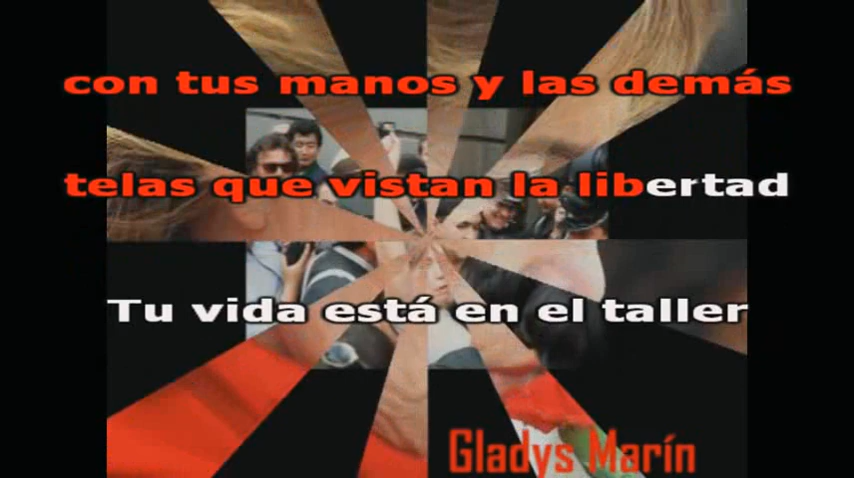 con tus manos y las demás
telas que vistan la libertad
Tu vida está en el taller
Gladys Marín